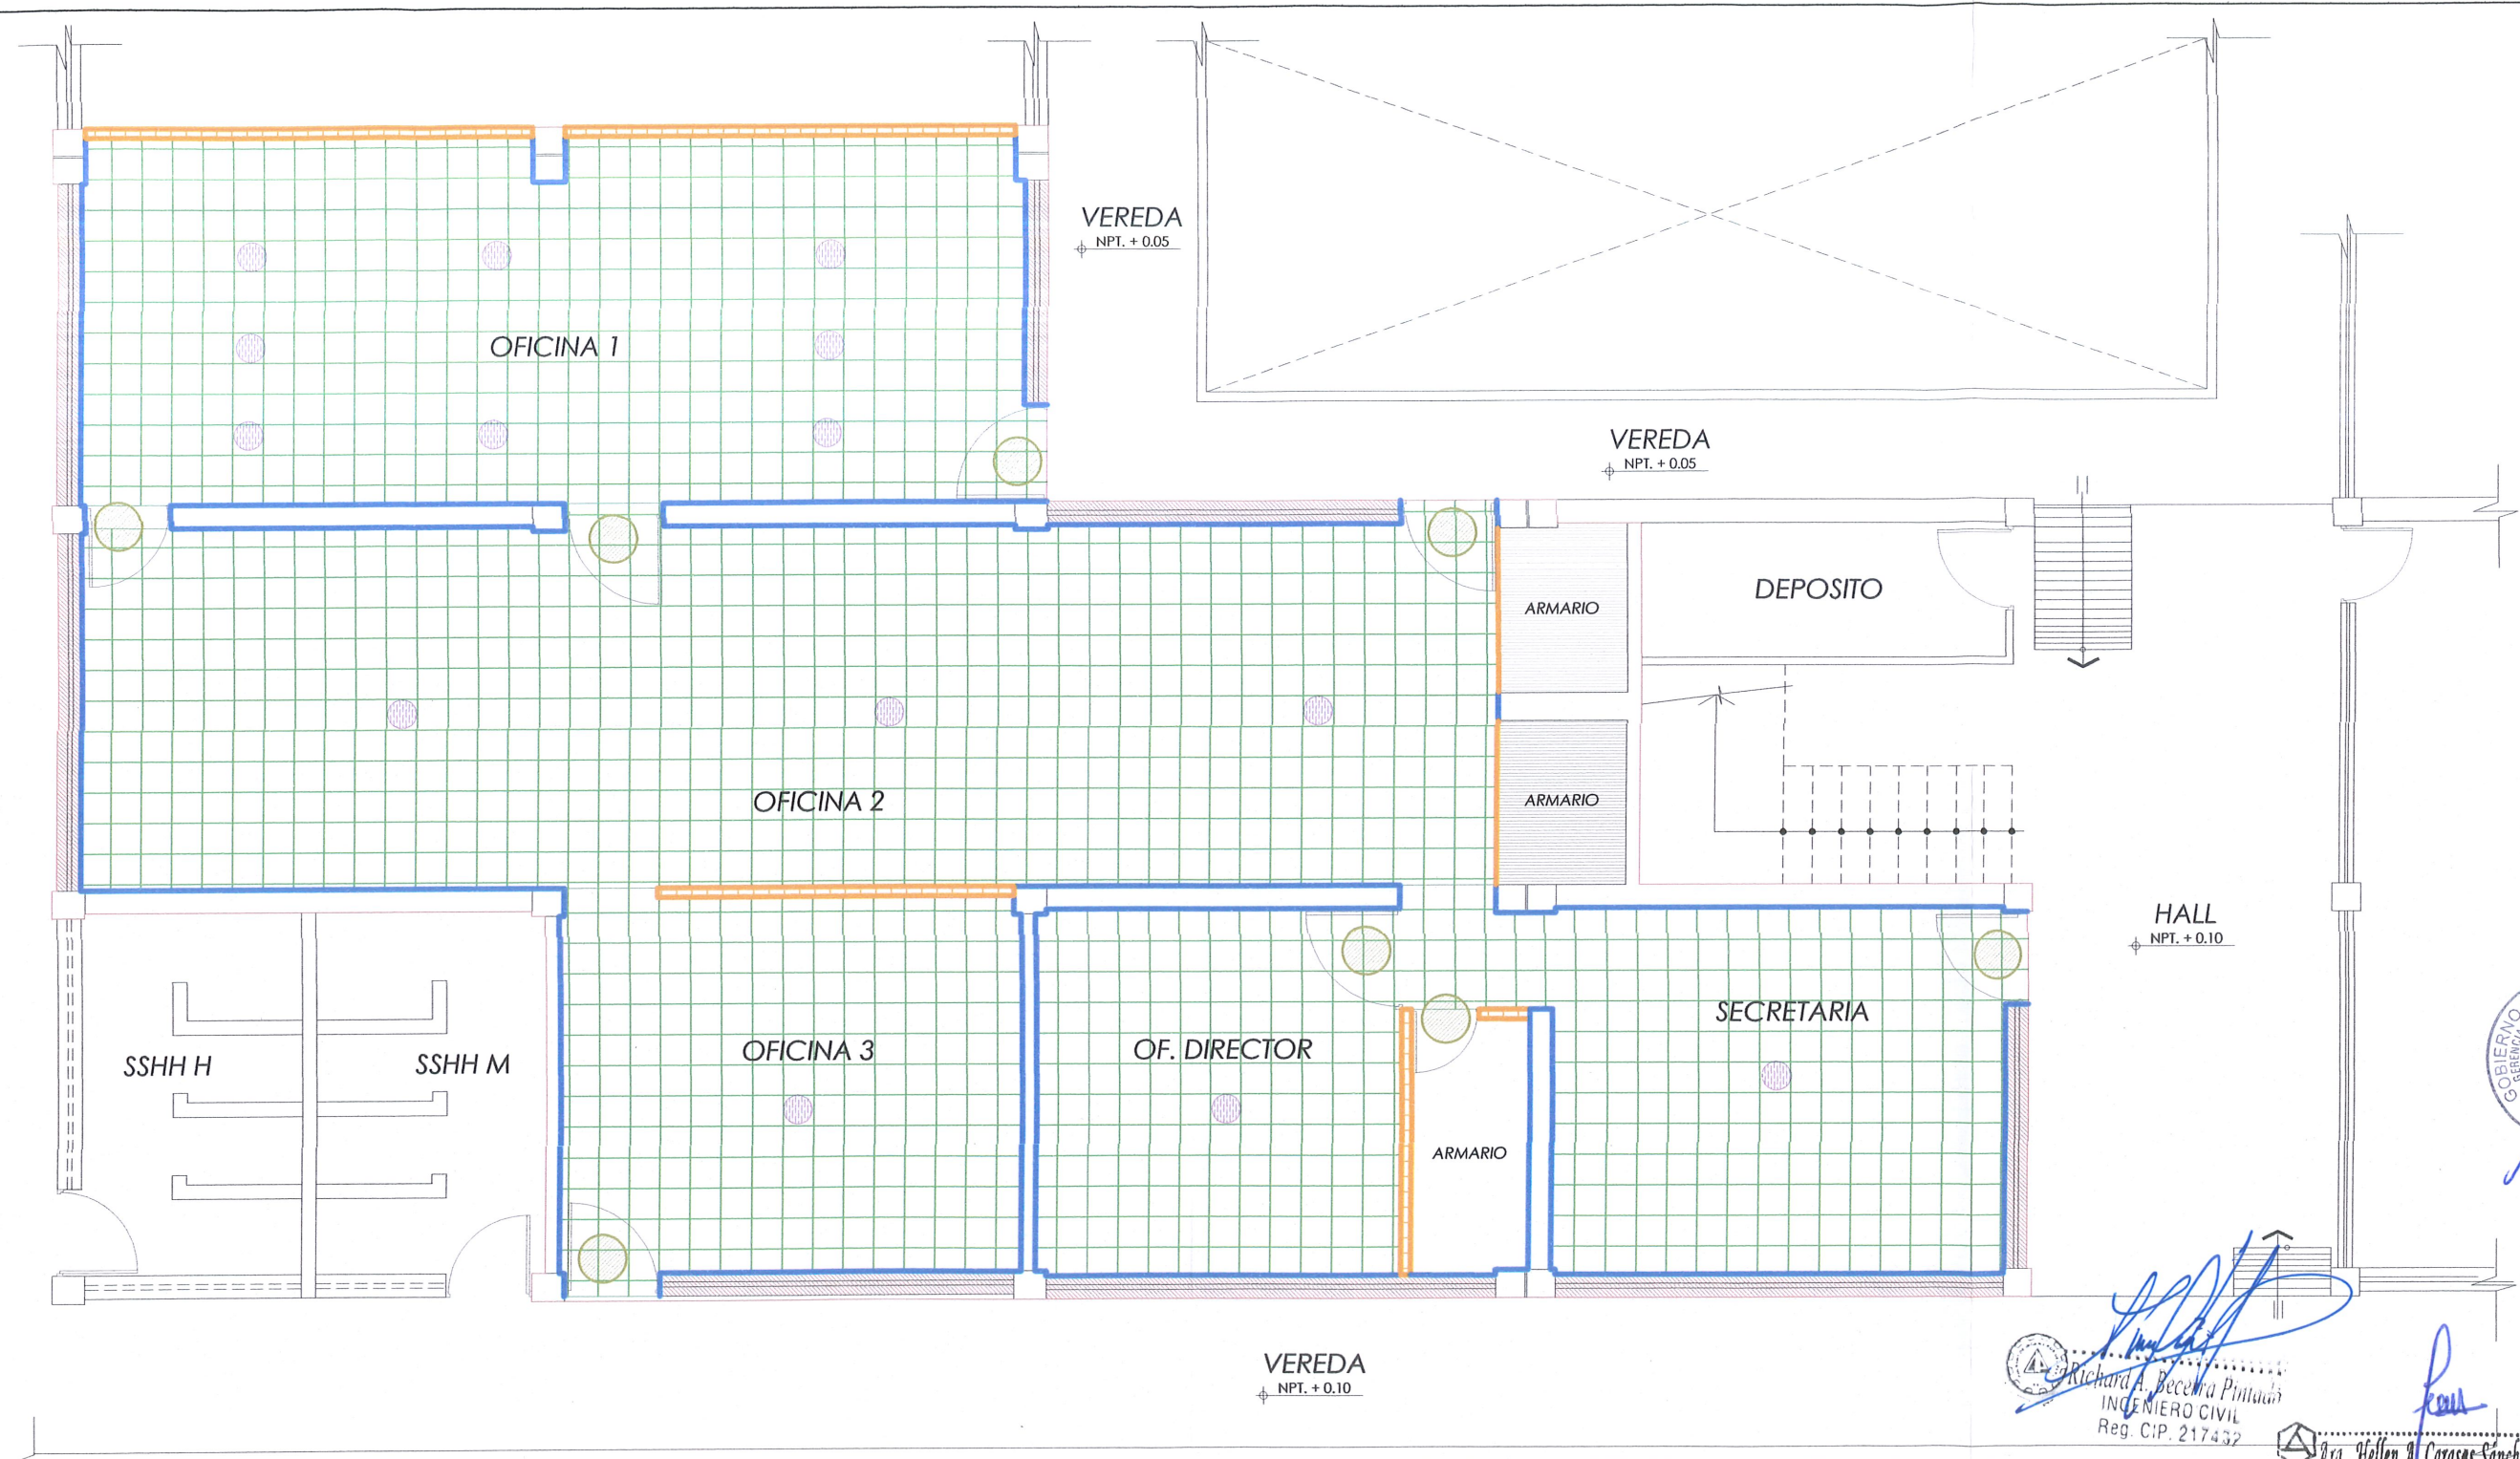 VEREDA
NPT. + 0.05
OFICINA 1
VEREDA
NPT. + 0.05
ARMARIO
DEPOSITO
OFICINA 2
ARMARIO
HALL
NPT. + 0.10
SECRETARIA
OFICINA 3
OF. DIRECTOR
SSHH H
SSHH M
ARMARIO
GOBIERNO
VEREDA
NPT. + 0.10
Richard A. Becerra Pintado
INGENIERO CIVIL
Reg. CIP. 217432